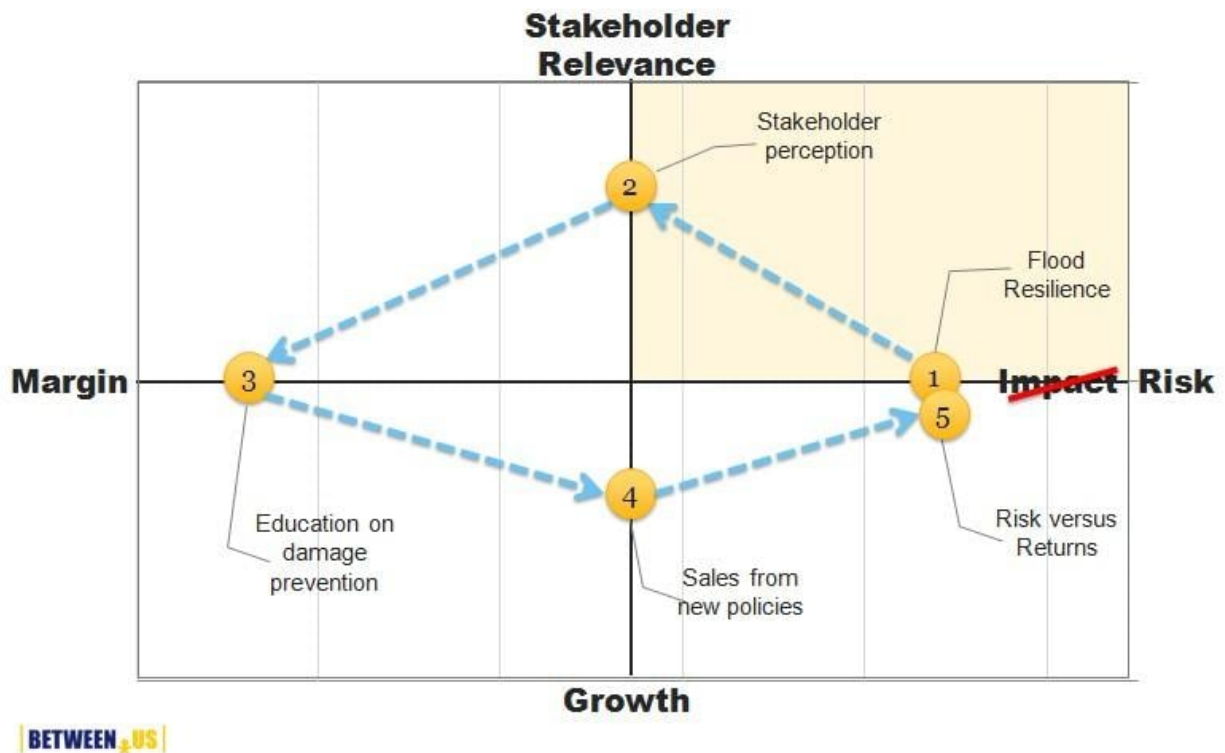 Stakeholder
Relevance
Stakeholder
perception
2
Flood
Resilience
Margin
3
1
Impact Risk
5
4
Education on
damage
prevention
Risk versus
Returns
Sales from
new policies
Growth
BETWEEN US